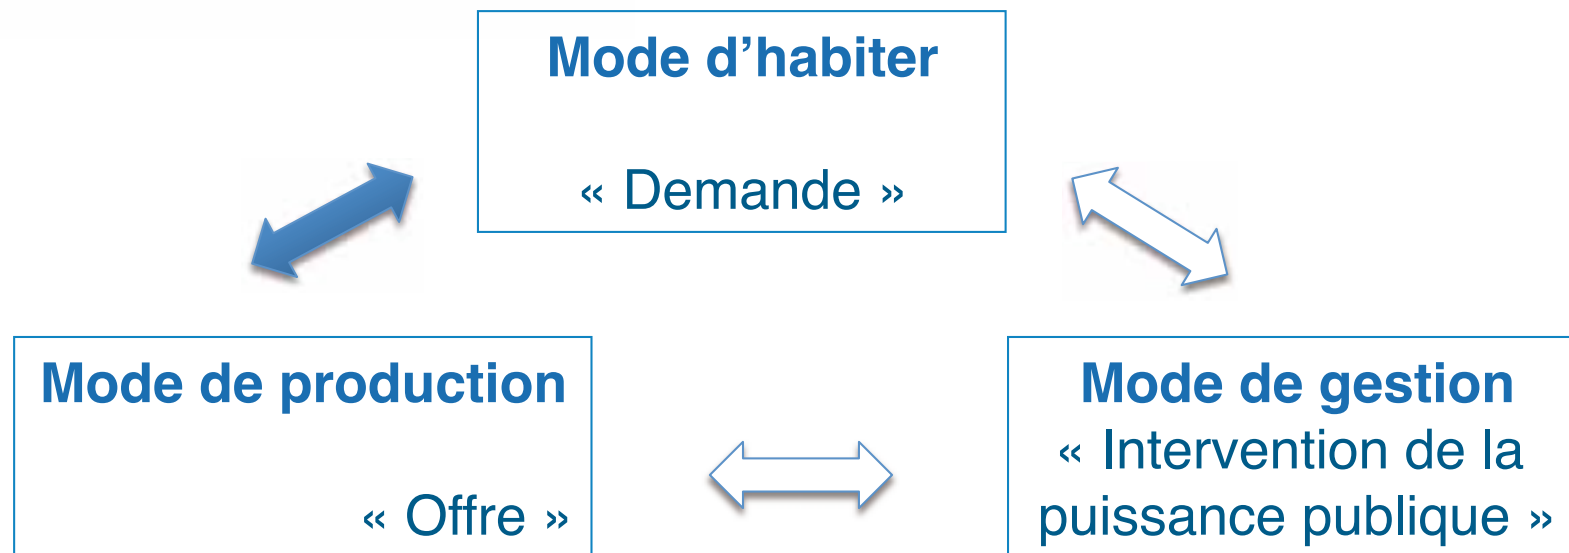 Mode d’habiter
« Demande »
Mode de production
« Offre »
Mode de gestion
« Intervention de la
puissance publique »